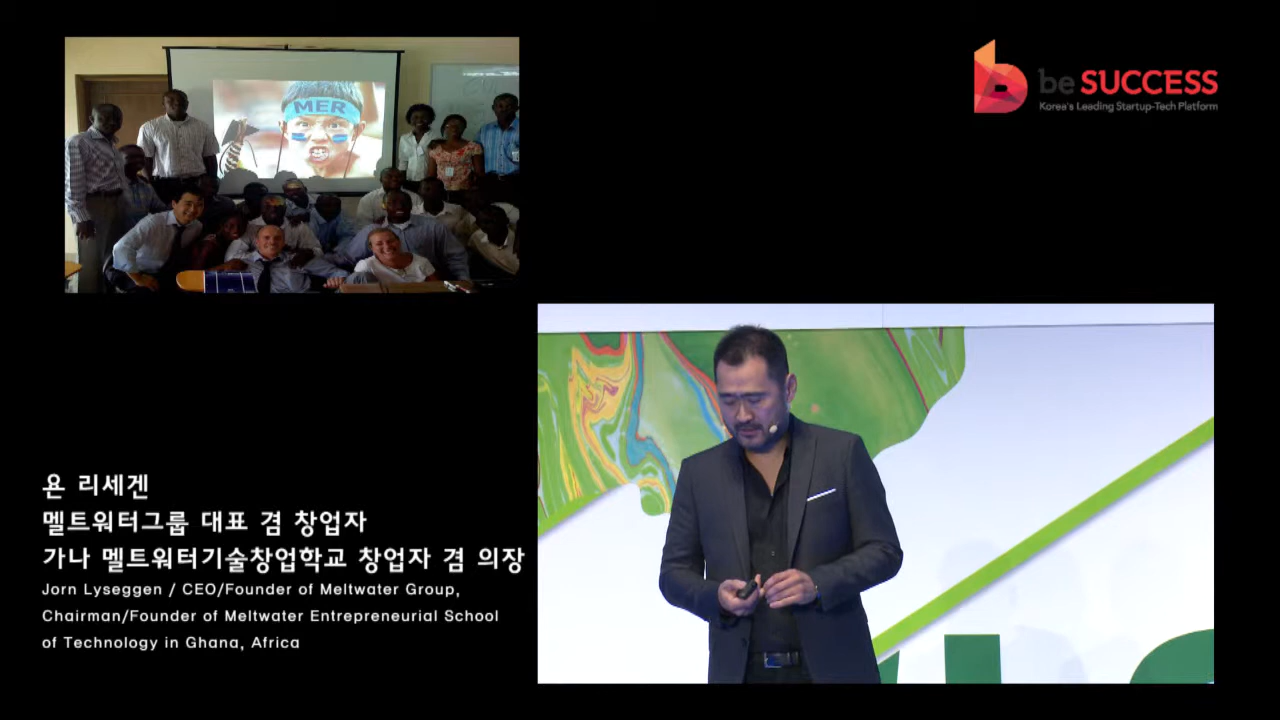 MER
be SUCCESS
Korea's Leading Startup-Tech Platform
욘 리세겐
멜트워터그룹 대표 겸 창업자
가나 멜트워터기술창업학교 창업자 겸 의장
Jorn Lyseggen / CEO/Founder of Meltwater Group,
Chairman/Founder of Meltwater Entrepreneurial School
of Technology in Ghana, Africa